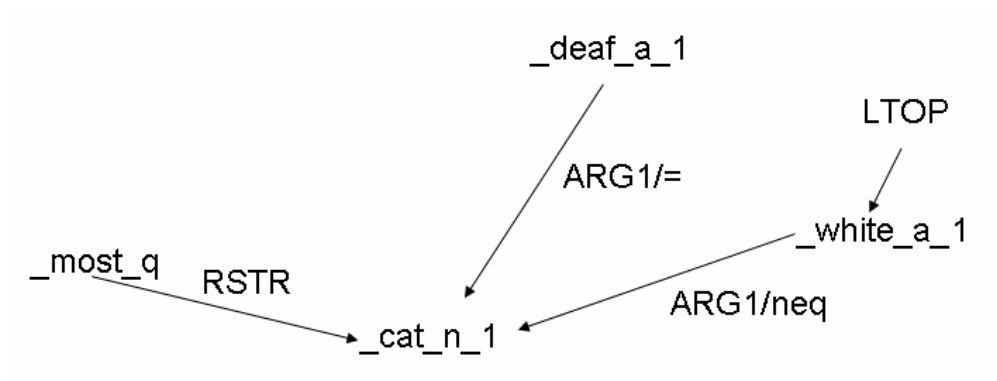 _deaf_a_1
LTOP
ARG1/=
_white_a_1
_most_q
RSTR
ARG1/neq
_cat_n_1